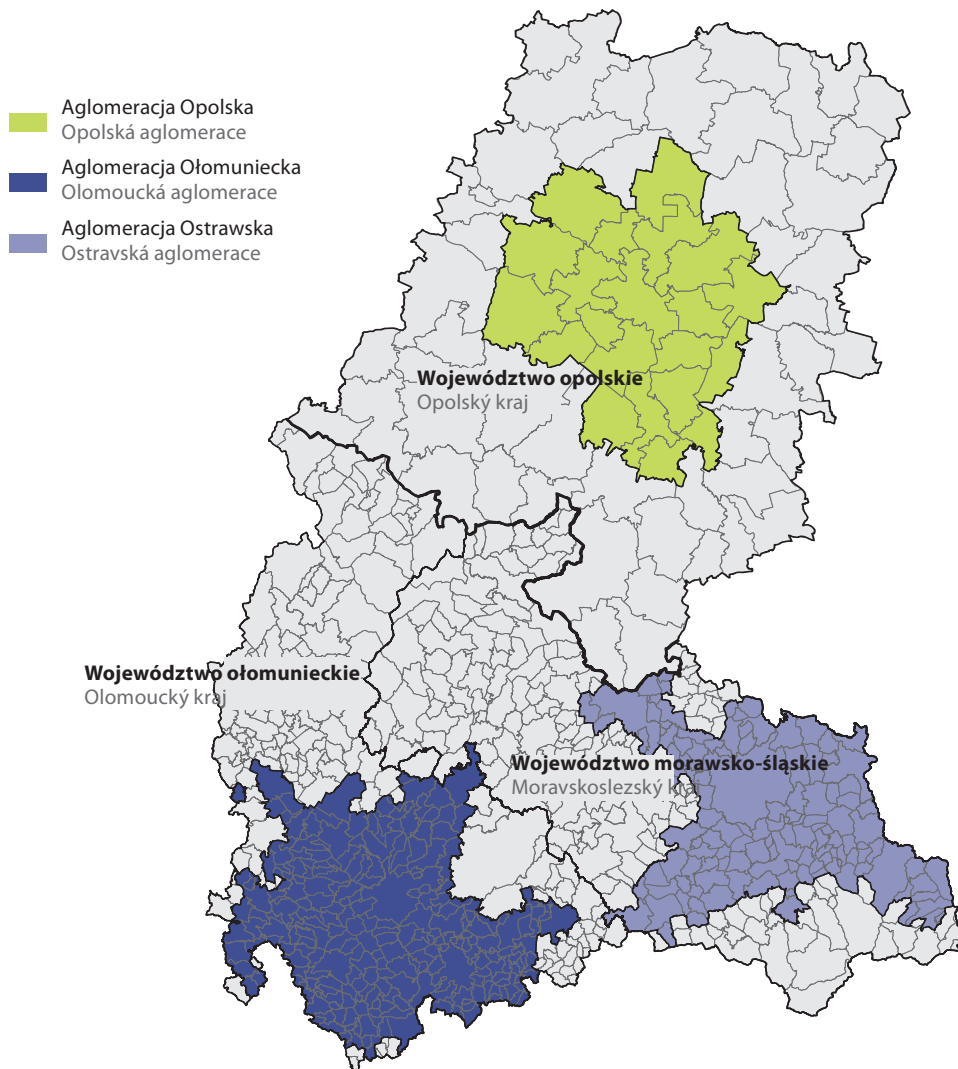 Aglomeracja Opolska
Opolská aglomerace
Aglomeracja Ołomuniecka
Olomoucká aglomerace
Aglomeracja Ostrawska
Ostravská aglomerace
Województwo opolskie
Opolský kraj
Województwo ołomunieckie
Olomoucký kraj
Województwo morawsko-śląskie
Moravskoslezský kraj